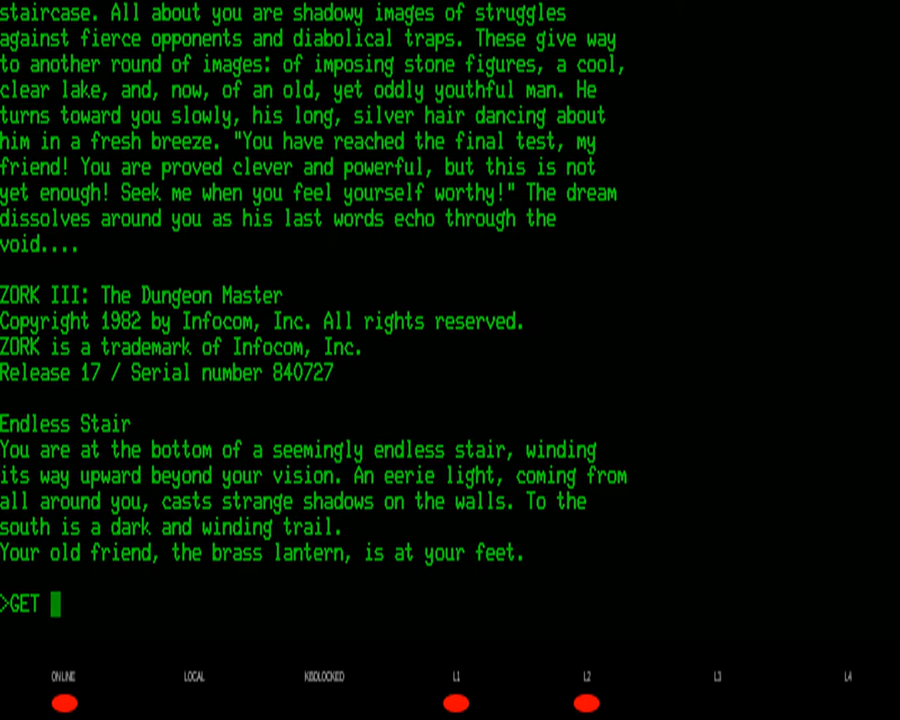 staircase. All about you are shadowy images of struggles
against fierce opponents and diabolical traps. These give way
to another round of images: of imposing stone figures, a cool,
clear lake, and, now, of an old, yet oddly youthful man. He
turns toward you slowly, his long, silver hair dancing about
him in a fresh breeze. "You have reached the final test, my
friend! You are proved clever and powerful, but this is not
yet enough! Seek me when you feel yourself worthy!" The dream
dissolves around you as his last words echo through the
void....
ZORK III: The Dungeon Master
Copyright 1982 by Infocom, Inc. All rights reserved.
ZORK is a trademark of Infocom, Inc.
Release 17 / Serial number 840727
Endless Stair
You are at the bottom of a seemingly endless stair, winding
its way upward beyond your vision. An eerie light, coming from
all around you, casts strange shadows on the walls. To the
south is a dark and winding trail.
Your old friend, the brass lantern, is at your feet.
>GET
ONLINE LOCAL KBDLOCKED L1 L2 L3 L4